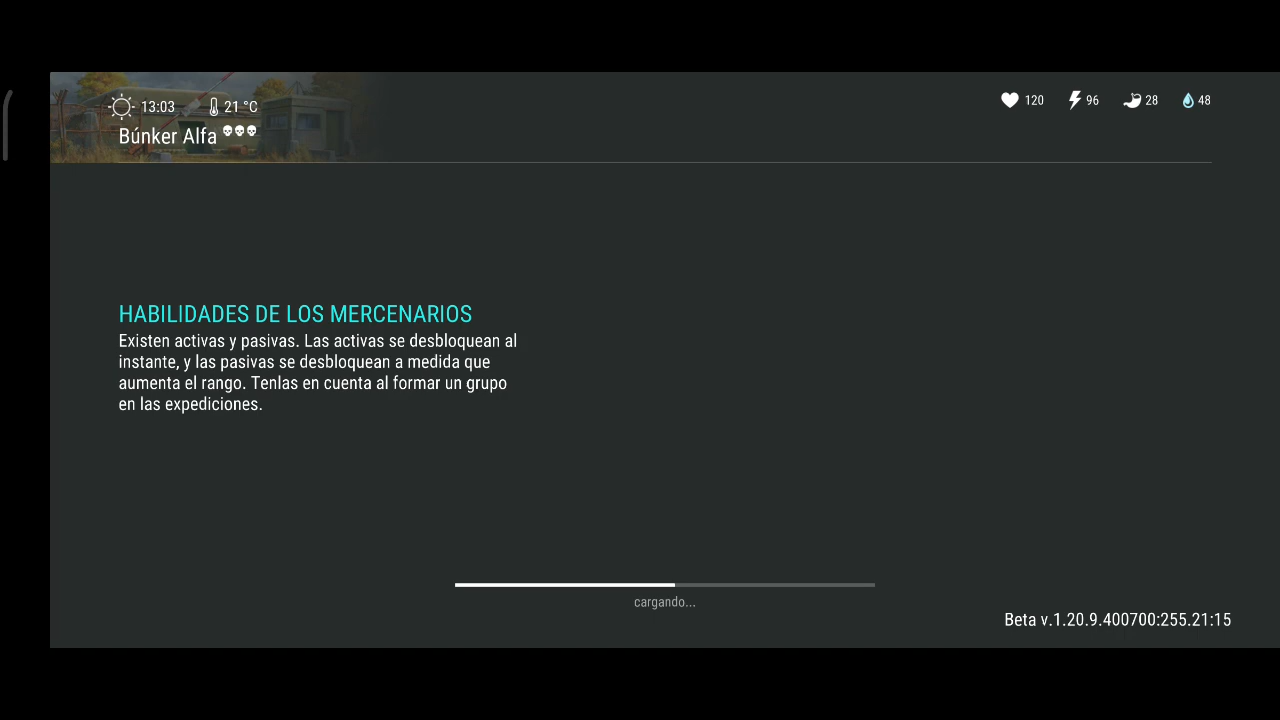 13:03 21 °C 120 96 28 48
Búnker Alfa
HABILIDADES DE LOS MERCENARIOS
Existen activas y pasivas. Las activas se desbloquean al
instante, y las pasivas se desbloquean a medida que
aumenta el rango. Tenlas en cuenta al formar un grupo
en las expediciones.
cargando...
Beta v.1.20.9.400700:255.21:15